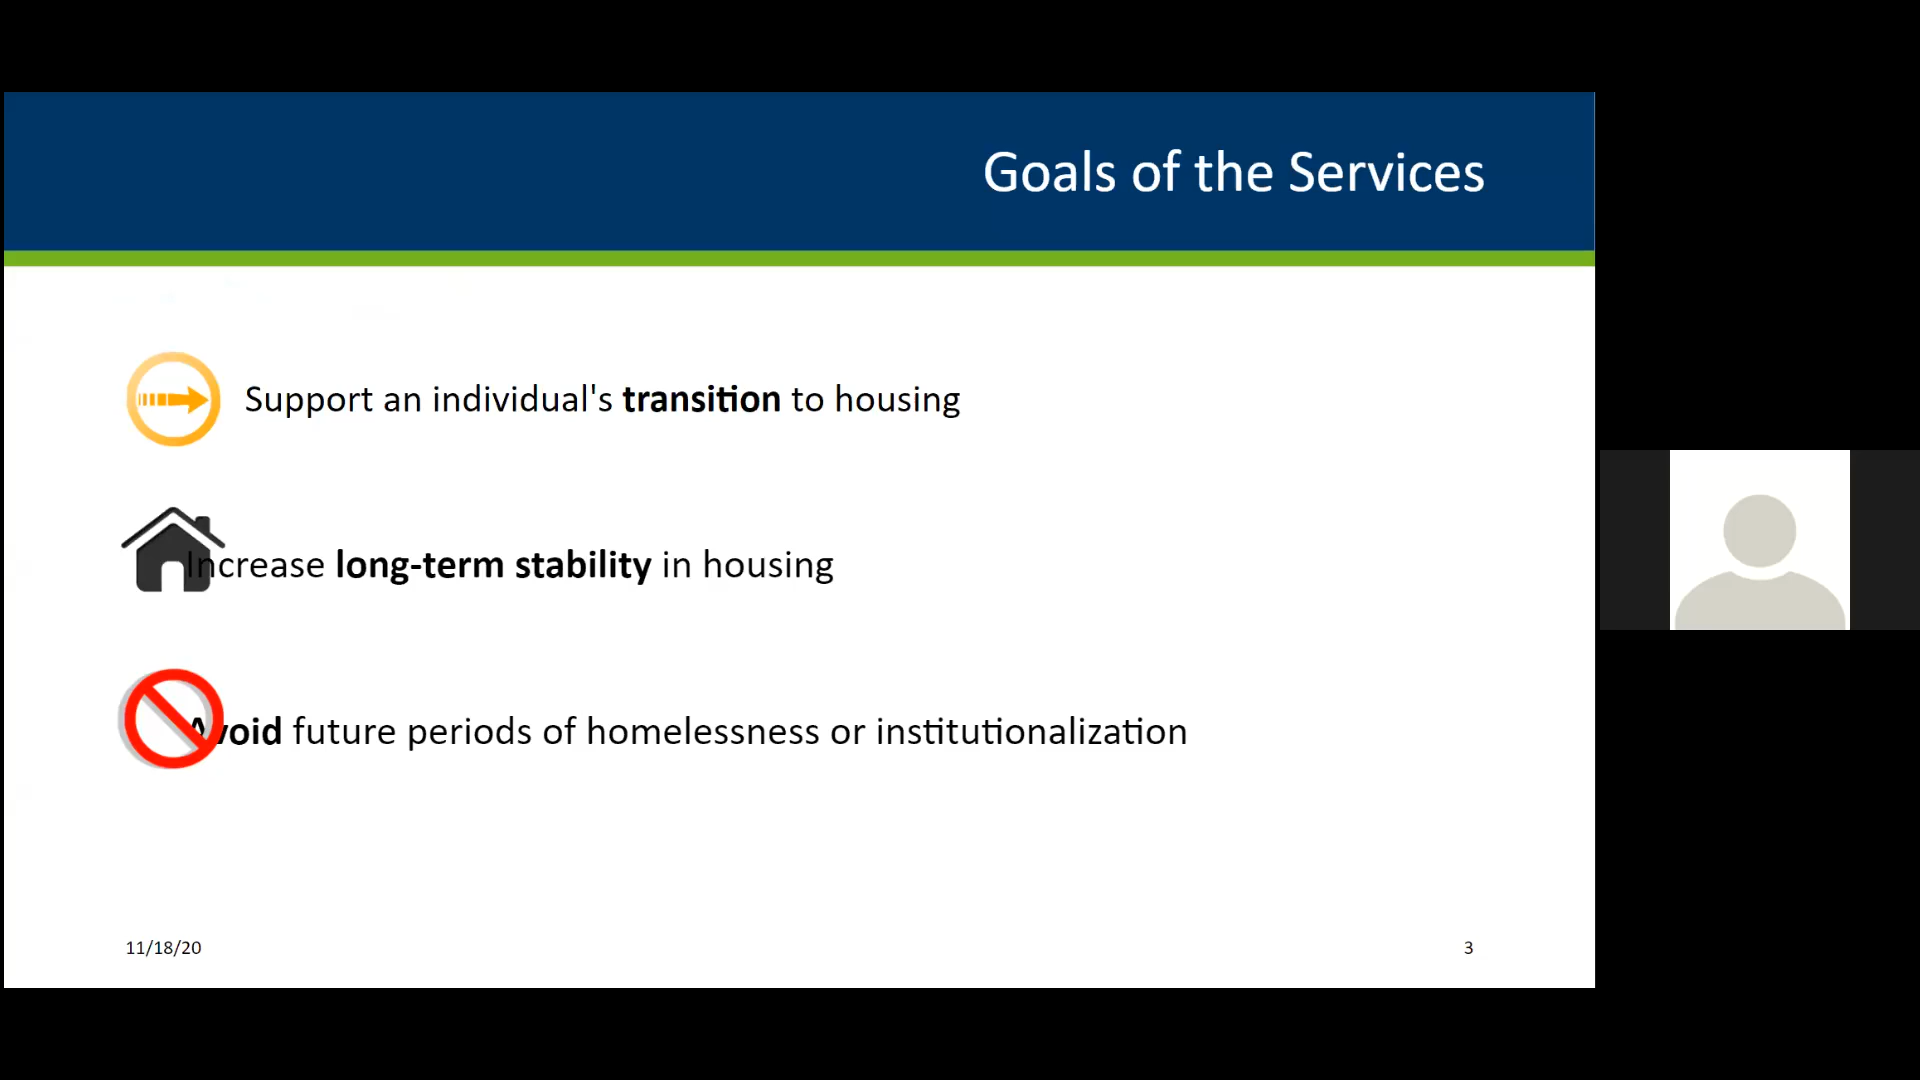 Goals of the Services
Support an individual's transition to housing
Increase long-term stability in housing
Avoid future periods of homelessness or institutionalization
11/18/20
3